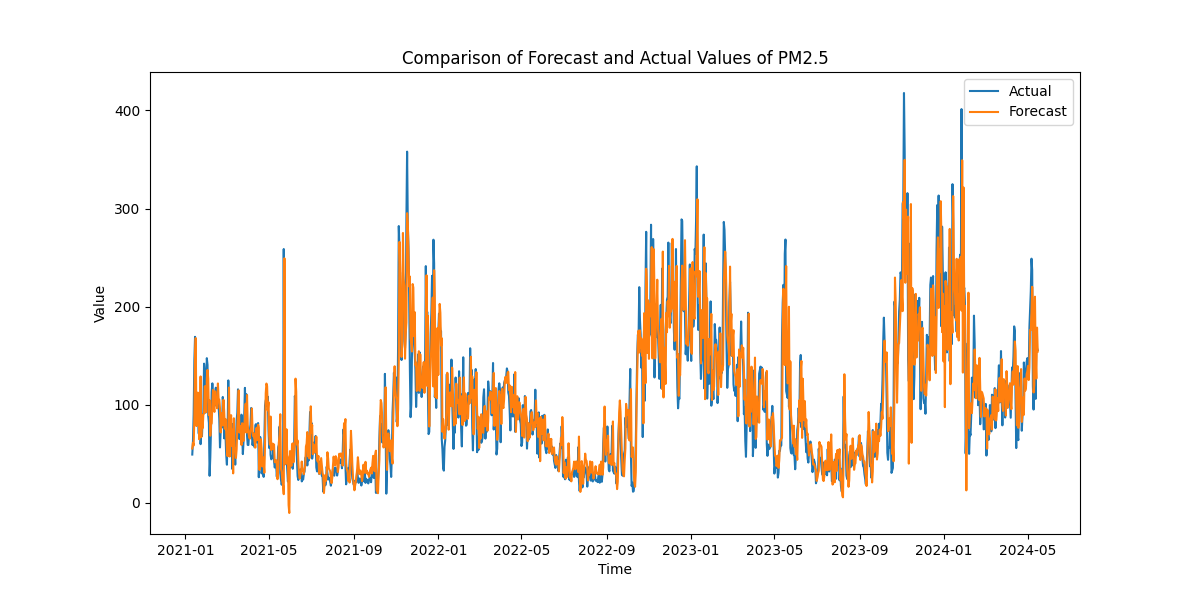 Comparison of Forecast and Actual Values of PM2.5
Actual
Forecast
400
300
200
100
0
Value
2021-01 2021-05 2021-09 2022-01 2022-05 2022-09 2023-01 2023-05 2023-09 2024-01 2024-05
Time